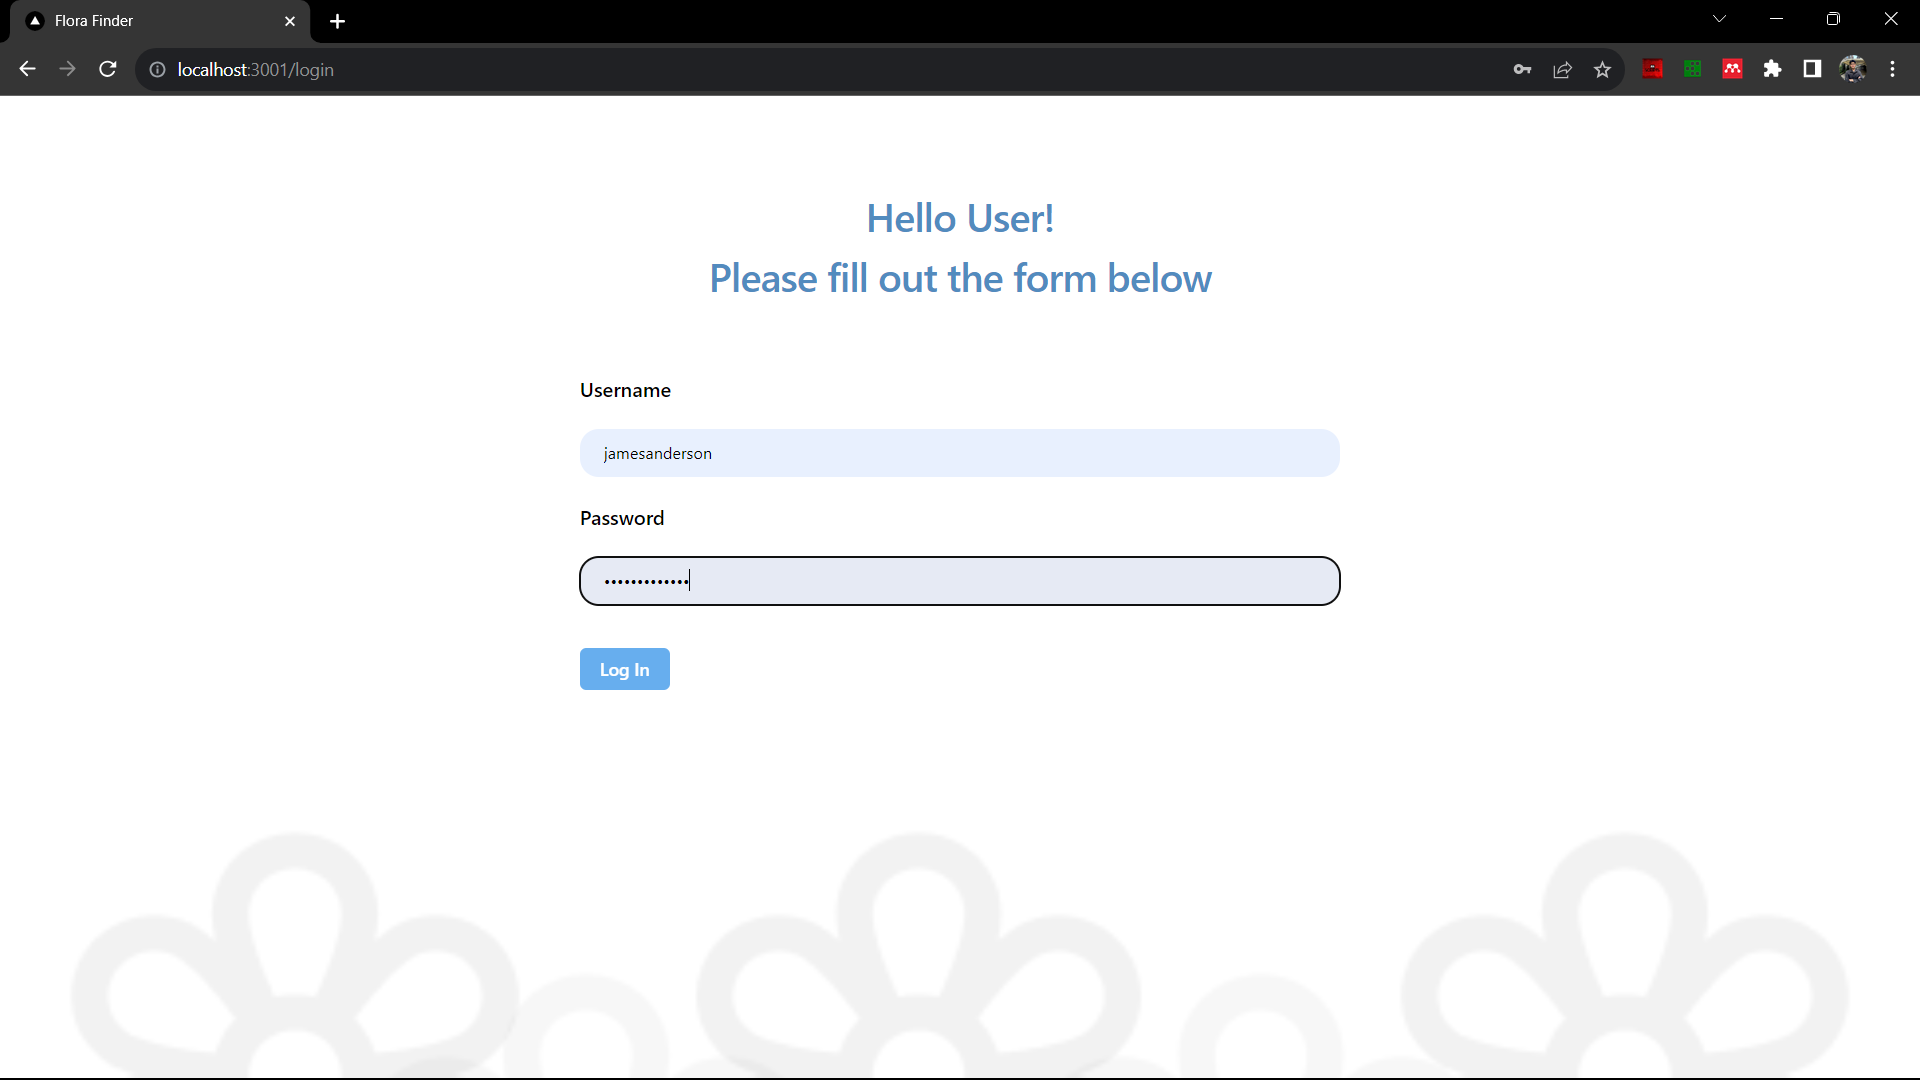 Flora Finder
localhost:3001/login
Hello User!
Please fill out the form below
Username
jamesanderson
Password
•••••••••••••
Log In